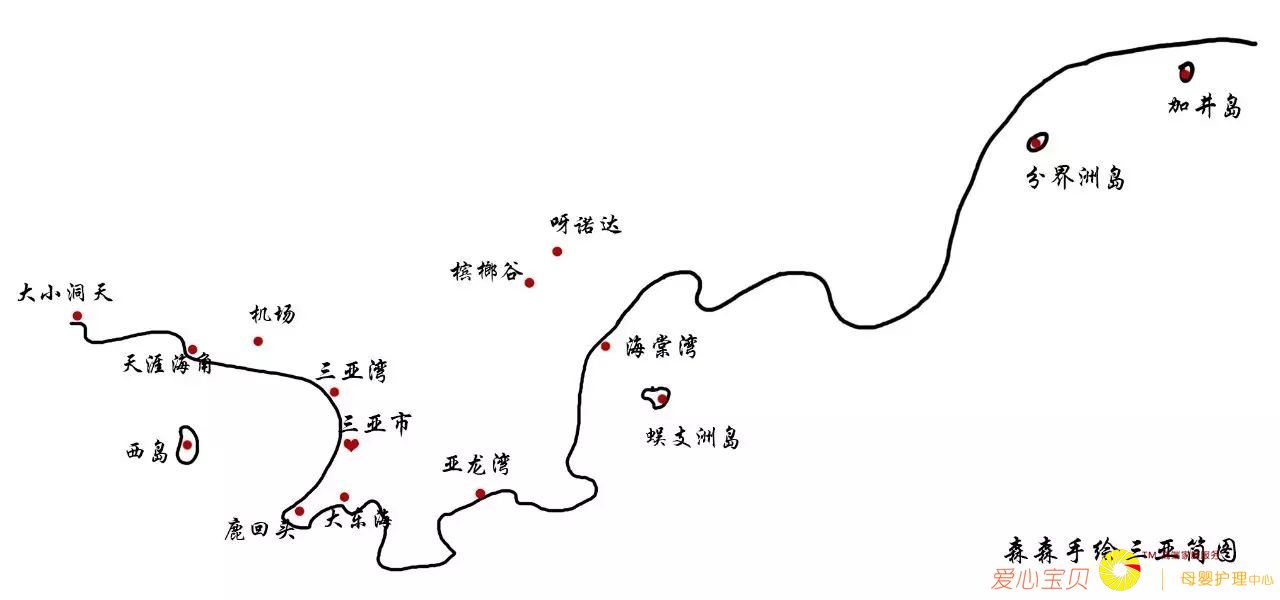 加井岛
分界洲岛
呀诺达
槟榔谷
大小洞天
机场
海棠湾
天涯海角
三亚湾
三亚市
蜈支洲岛
西岛
亚龙湾
大东海
鹿回头
森森手绘三亚简图
爱心宝贝
TM
母婴护理中心